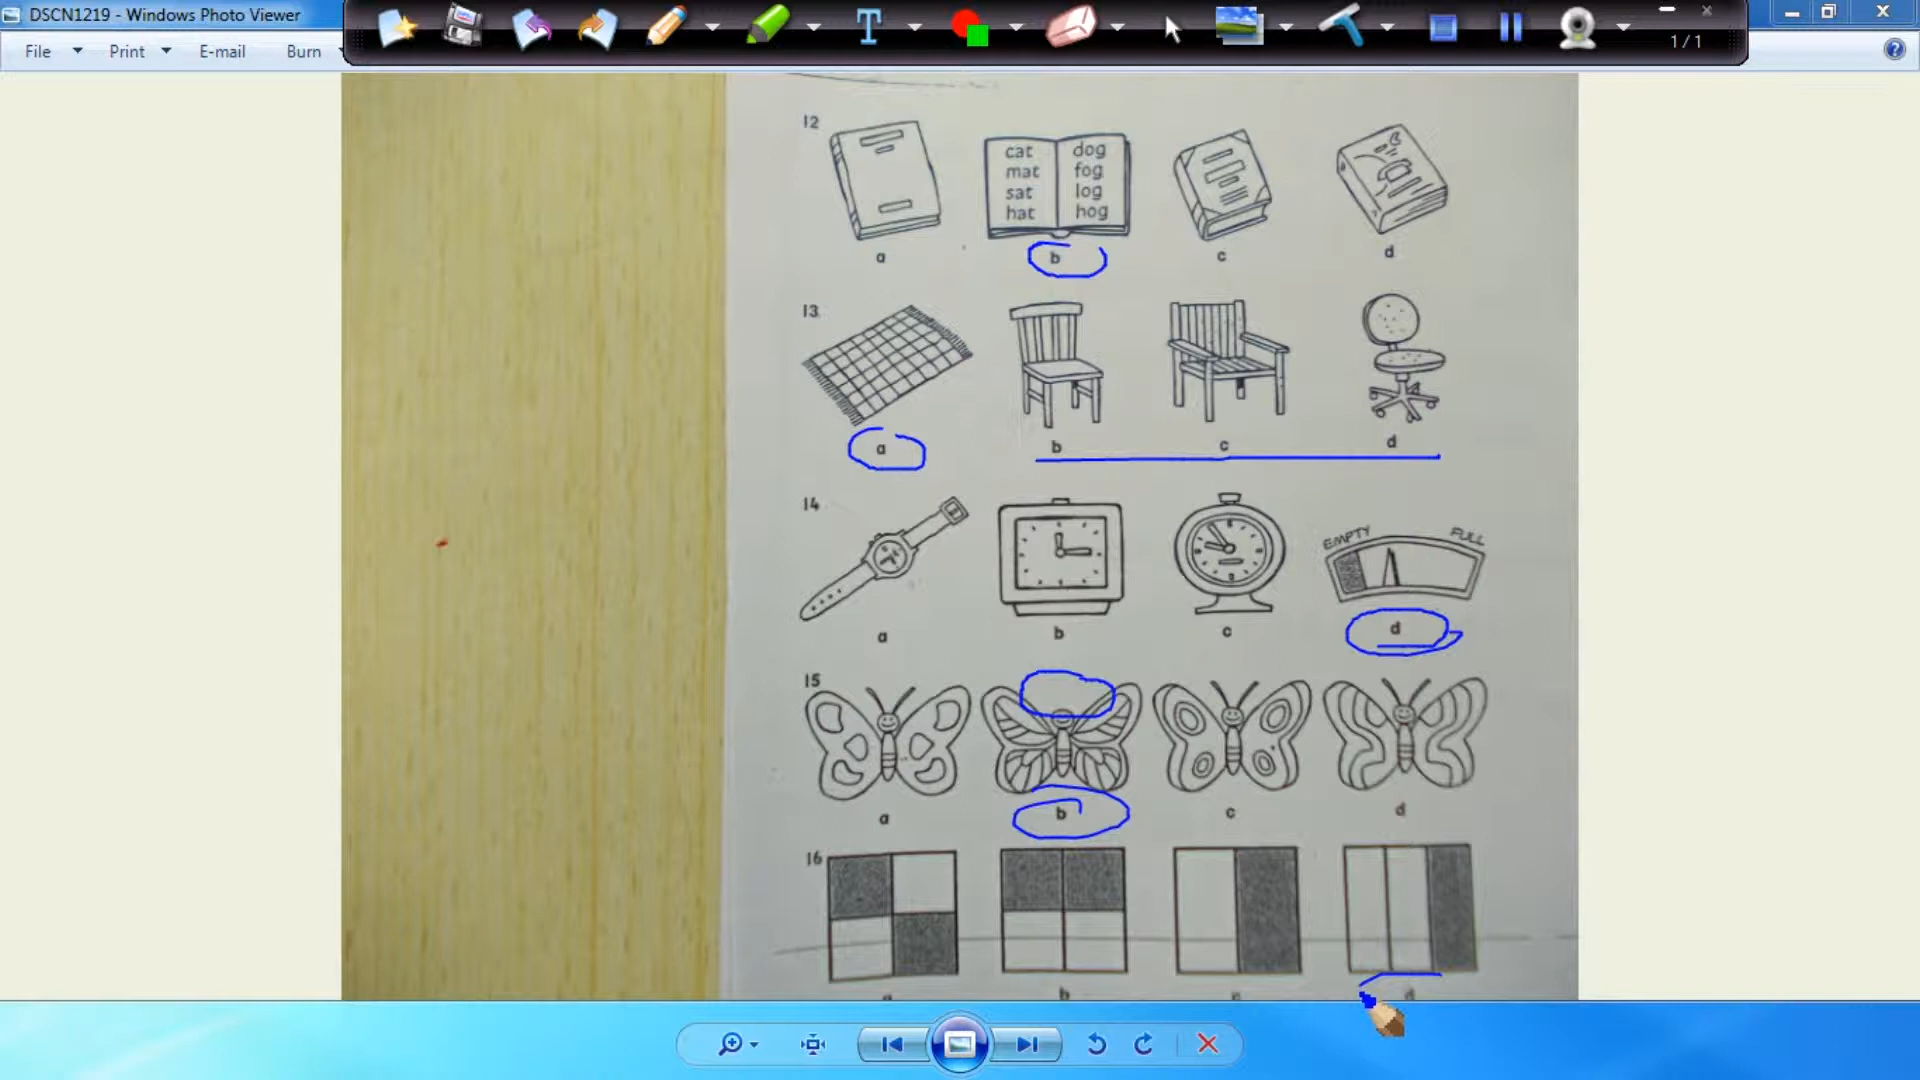 DSCN1219 - Windows Photo Viewer
File Print E-mail Burn
T
1/1
12
cat dog
mat fog
sat log
hat hog
a b c d
13
a b c d
14
EMPTY FULL
a b c d
15
a b c d
16